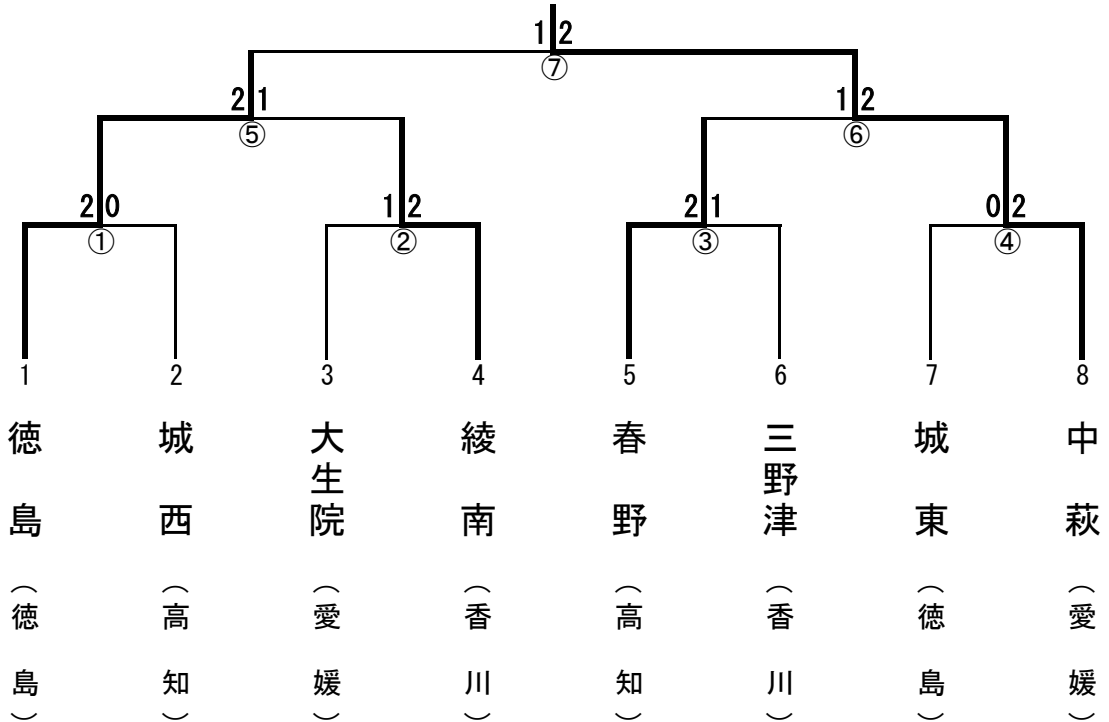 1 2
⑦
2 1
1 2
⑤
⑥
2 0
1 2
2 1
0 2
①
②
③
④
1 2 3 4 5 6 7 8
徳島（徳島）
城西（高知）
大生院（愛媛）
綾南（香川）
春野（高知）
三野津（香川）
城東（徳島）
中萩（愛媛）